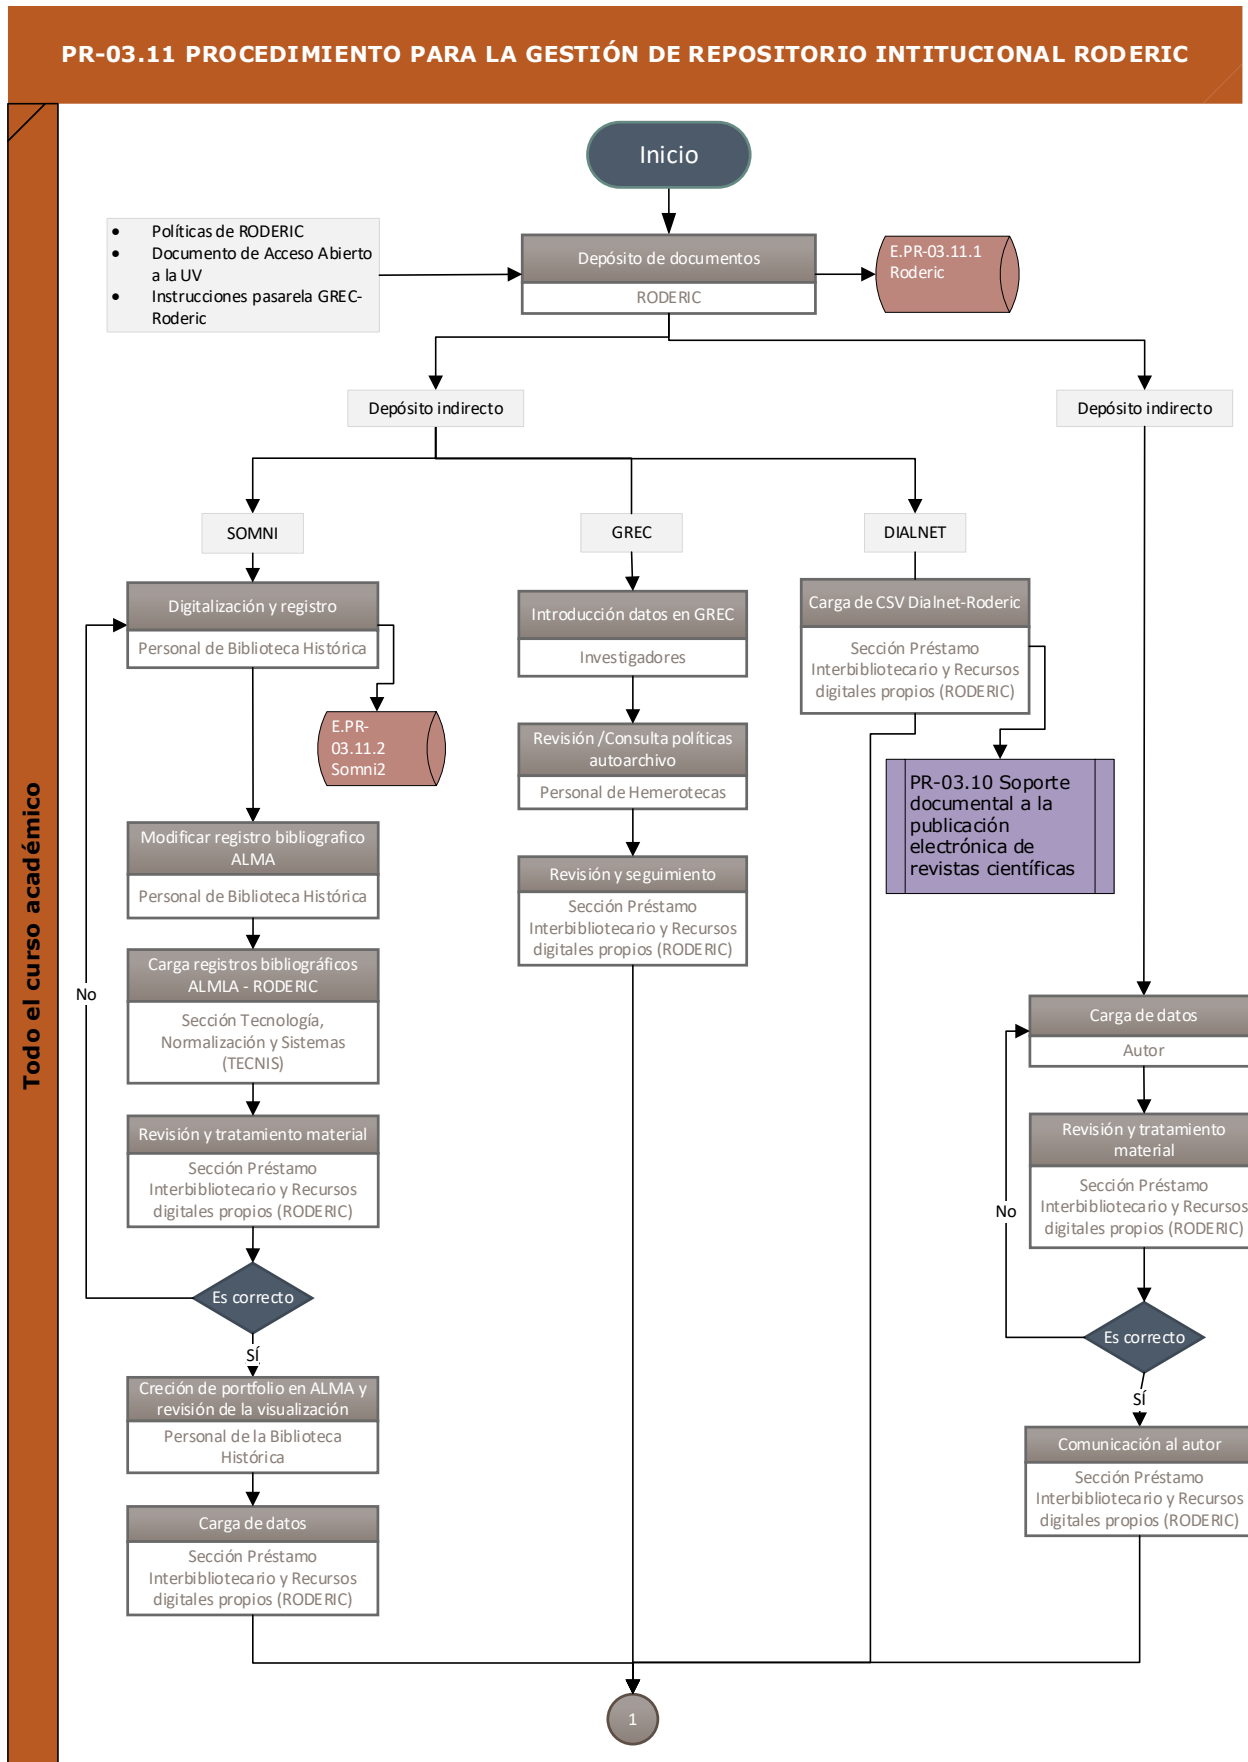 PR-03.11 PROCEDIMIENTO PARA LA GESTIÓN DE REPOSITORIO INTITUCIONAL RODERIC
Todo el curso académico
Inicio
• Políticas de RODERIC
• Documento de Acceso Abierto
a la UV
• Instrucciones pasarela GREC-
Roderic
Depósito de documentos
RODERIC
E.PR-03.11.1
Roderic
Depósito indirecto
Depósito indirecto
SOMNI
GREC
DIALNET
Digitalización y registro
Personal de Biblioteca Histórica
E.PR-
03.11.2
Somni2
Modificar registro bibliografico
ALMA
Personal de Biblioteca Histórica
Carga registros bibliográficos
ALMLA - RODERIC
Sección Tecnología,
Normalización y Sistemas
(TECNIS)
Revisión y tratamiento material
Sección Préstamo
Interbibliotecario y Recursos
digitales propios (RODERIC)
Es correcto
No
SÍ
Creción de portfolio en ALMA y
revisión de la visualización
Personal de la Biblioteca
Histórica
Carga de datos
Sección Préstamo
Interbibliotecario y Recursos
digitales propios (RODERIC)
Introducción datos en GREC
Investigadores
Revisión /Consulta políticas
autoarchivo
Personal de Hemerotecas
Revisión y seguimiento
Sección Préstamo
Interbibliotecario y Recursos
digitales propios (RODERIC)
Carga de CSV Dialnet-Roderic
Sección Préstamo
Interbibliotecario y Recursos
digitales propios (RODERIC)
PR-03.10 Soporte
documental a la
publicación
electrónica de
revistas científicas
Carga de datos
Autor
Revisión y tratamiento
material
Sección Préstamo
Interbibliotecario y Recursos
digitales propios (RODERIC)
No
Es correcto
SÍ
Comunicación al autor
Sección Préstamo
Interbibliotecario y Recursos
digitales propios (RODERIC)
1